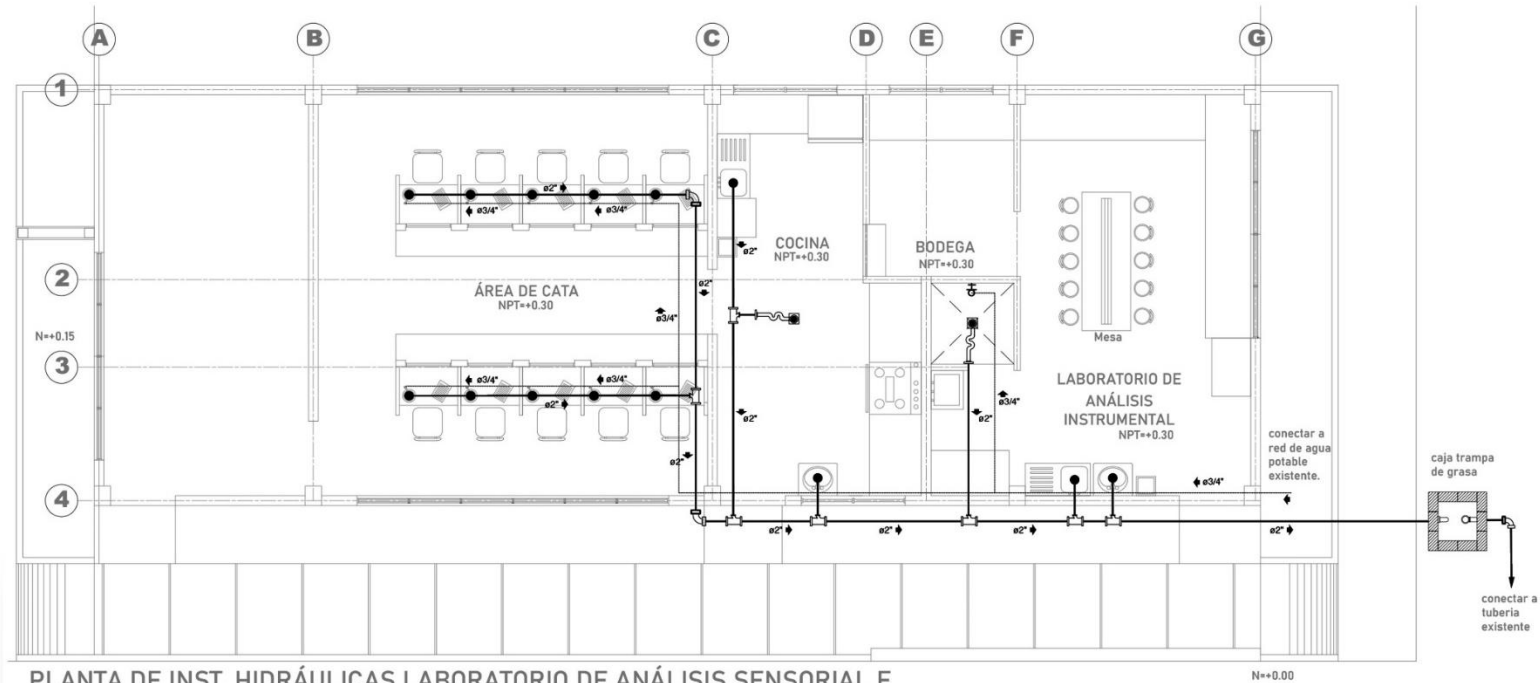 A B C D E F G
1
ø2"
ø3/4" ø3/4"
COCINA
NPT=+0.30
BODEGA
NPT=+0.30
ø2"
2
ÁREA DE CATA
NPT=+0.30
ø2"
ø3/4"
N=+0.15
Mesa
3
ø3/4" ø3/4"
ø2"
LABORATORIO DE
ANÁLISIS
INSTRUMENTAL
NPT=+0.30
ø3/4"
ø2"
ø2"
ø2"
conectar a
red de agua
potable
existente.
caja trampa
de grasa
ø3/4"
4
ø2" ø2" ø2" ø2"
conectar a
tuberia
existente
PLANTA DE INST. HIDRÁULICAS LABORATORIO DE ANÁLISIS SENSORIAL E
N=+0.00